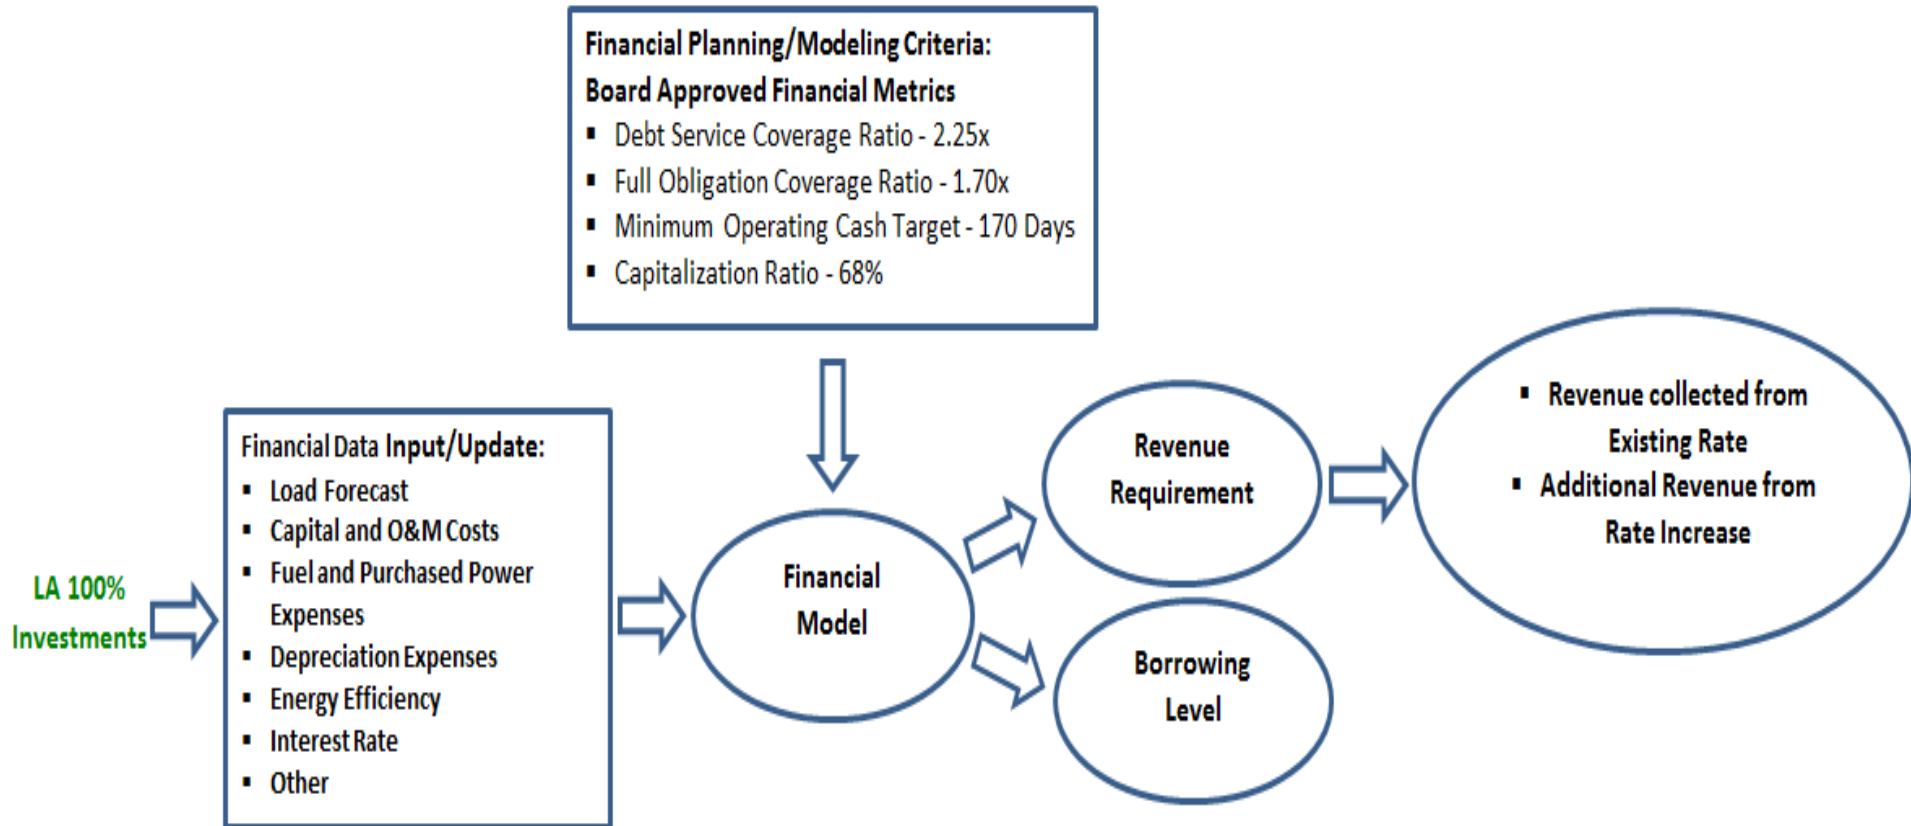 Financial Planning/Modeling Criteria:
Board Approved Financial Metrics
▪ Debt Service Coverage Ratio - 2.25x
▪ Full Obligation Coverage Ratio - 1.70x
▪ Minimum Operating Cash Target - 170 Days
▪ Capitalization Ratio - 68%
LA 100%
Investments
Financial Data Input/Update:
▪ Load Forecast
▪ Capital and O&M Costs
▪ Fuel and Purchased Power
Expenses
▪ Depreciation Expenses
▪ Energy Efficiency
▪ Interest Rate
▪ Other
Financial
Model
Revenue
Requirement
Borrowing
Level
▪ Revenue collected from
Existing Rate
▪ Additional Revenue from
Rate Increase